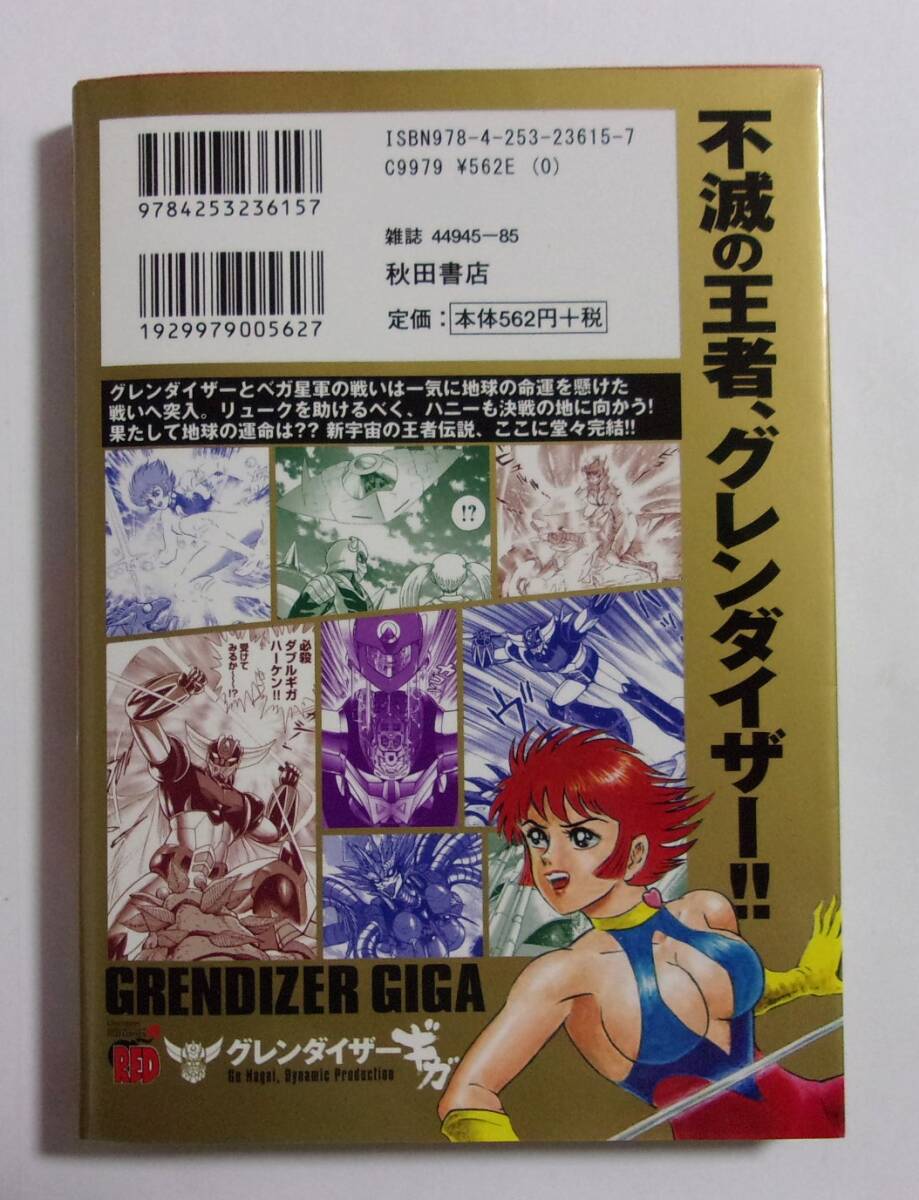 不滅の王者、グレンダイザー!!
ISBN978-4-253-23615-7
C9979 ¥562E (0)
9784253236157
雑誌 44945-85
秋田書店
定価：本体562円+税
1929979005627
グレンダイザーとベガ星軍の戦いは一気に地球の命運を懸けた
戦いへ突入。リュークを助けるべく、ハニーも決戦の地に向かう!
果たして地球の運命は?? 新宇宙の王者伝説、ここに堂々完結!!
!?
必殺
ダブルギガ
ハーケン!!
受けて
みるか〜〜!?
GRENDIZER GIGA
RED
グレンダイザーギガ
Go Nagai, Dynamic Production